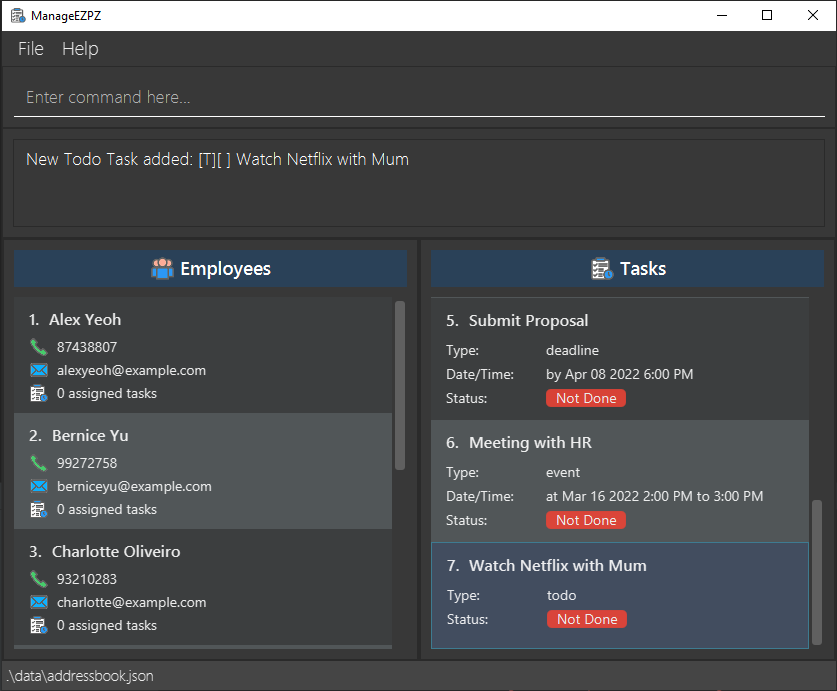 ManageEZPZ
File Help
Enter command here...
New Todo Task added: [T][ ] Watch Netflix with Mum
Employees
1. Alex Yeoh
87438807
alexyeoh@example.com
0 assigned tasks
2. Bernice Yu
99272758
berniceyu@example.com
0 assigned tasks
3. Charlotte Oliveiro
93210283
charlotte@example.com
0 assigned tasks
Tasks
5. Submit Proposal
Type: deadline
Date/Time: by Apr 08 2022 6:00 PM
Status: Not Done
6. Meeting with HR
Type: event
Date/Time: at Mar 16 2022 2:00 PM to 3:00 PM
Status: Not Done
7. Watch Netflix with Mum
Type: todo
Status: Not Done
.\data\addressbook.json